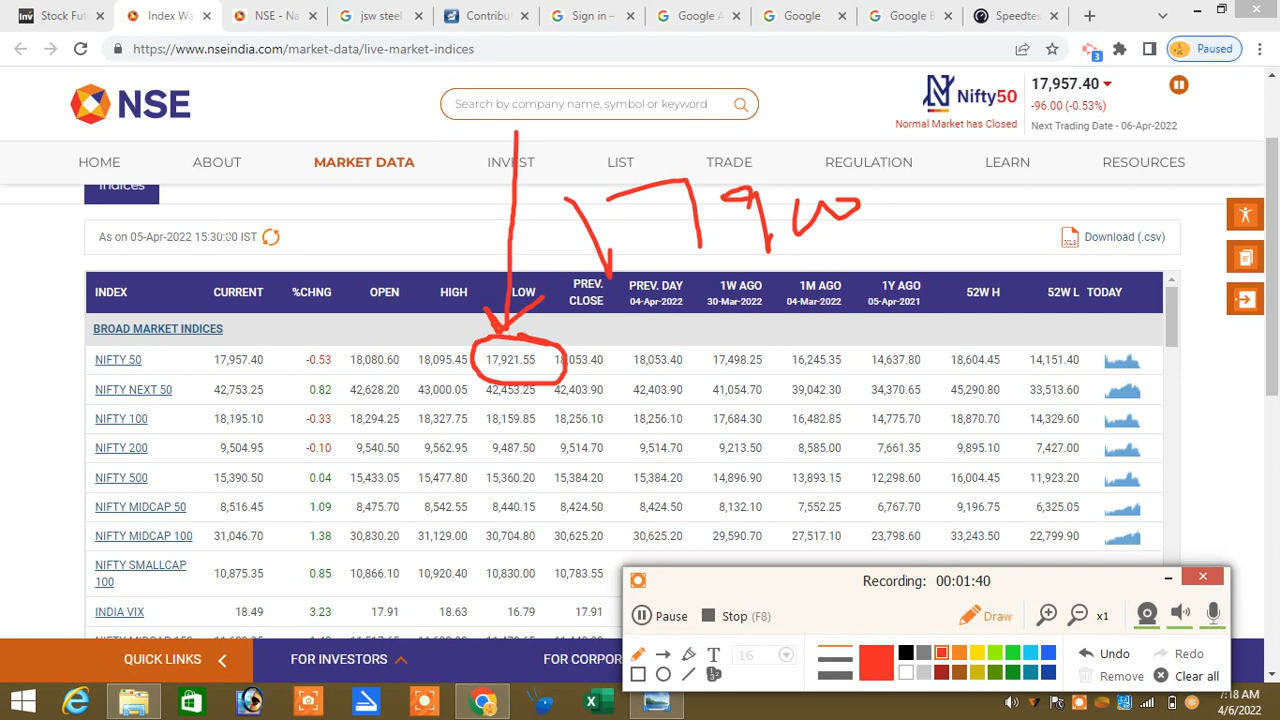 Stock Fut
Index Wa
NSE - Na
jsw steel
Contribut
Sign in -
Google A
Google
Google B
Speedtes
https://www.nseindia.com/market-data/live-market-indices
3
Paused
NSE
Search by company name, symbol or keyword
Nifty50
Normal Market has Closed
17,957.40
-96.00 (-0.53%)
Next Trading Date - 06-Apr-2022
HOME ABOUT MARKET DATA INVEST LIST TRADE REGULATION LEARN RESOURCES
Indices
As on 05-Apr-2022 15:30:00 IST
Download (.csv)
INDEX CURRENT %CHNG OPEN HIGH LOW PREV. CLOSE PREV. DAY 04-Apr-2022 1W AGO 30-Mar-2022 1M AGO 04-Mar-2022 1Y AGO 05-Apr-2021 52W H 52W L TODAY
BROAD MARKET INDICES
NIFTY 50 17,957.40 -0.53 18,080.60 18,095.45 17,921.55 18,053.40 18,053.40 17,498.25 16,245.35 14,637.80 18,604.45 14,151.40
NIFTY NEXT 50 42,753.25 0.82 42,628.20 43,000.00 42,453.25 42,403.90 42,403.90 41,054.70 39,042.30 34,370.65 45,290.80 33,513.60
NIFTY 100 18,195.10 -0.33 18,294.25 18,327.75 18,159.85 18,256.10 18,256.10 17,684.30 16,482.85 14,775.70 18,870.70 14,329.60
NIFTY 200 9,504.95 -0.10 9,540.50 9,562.95 9,487.50 9,514.70 9,514.70 9,213.50 8,585.00 7,661.35 9,895.10 7,427.00
NIFTY 500 15,390.50 0.04 15,433.05 15,477.80 15,360.20 15,384.20 15,384.20 14,896.90 13,893.15 12,298.60 16,004.45 11,923.20
NIFTY MIDCAP 50 8,516.45 1.09 8,475.70 8,542.55 8,440.15 8,424.50 8,424.50 8,132.10 7,552.25 6,767.70 9,196.75 6,325.05
NIFTY MIDCAP 100 31,046.70 1.38 30,830.20 31,129.00 30,704.80 30,625.20 30,625.20 29,590.70 27,517.10 23,798.60 33,243.50 22,799.90
NIFTY SMALLCAP 100 10,875.35 0.85 10,866.10 10,920.40 10,830.00 10,783.55
INDIA VIX 18.49 3.23 17.91 18.63 16.79 17.91
Recording: 00:01:40
Pause Stop (F8) Draw x1
16 Undo Redo
Remove Clear all
QUICK LINKS FOR INVESTORS FOR CORPOR
7:18 AM
4/6/2022